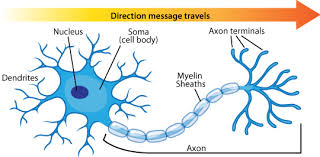 Direction message travels
Nucleus
Soma
(cell body)
Axon terminals
Dendrites
Myelin
Sheaths
Axon